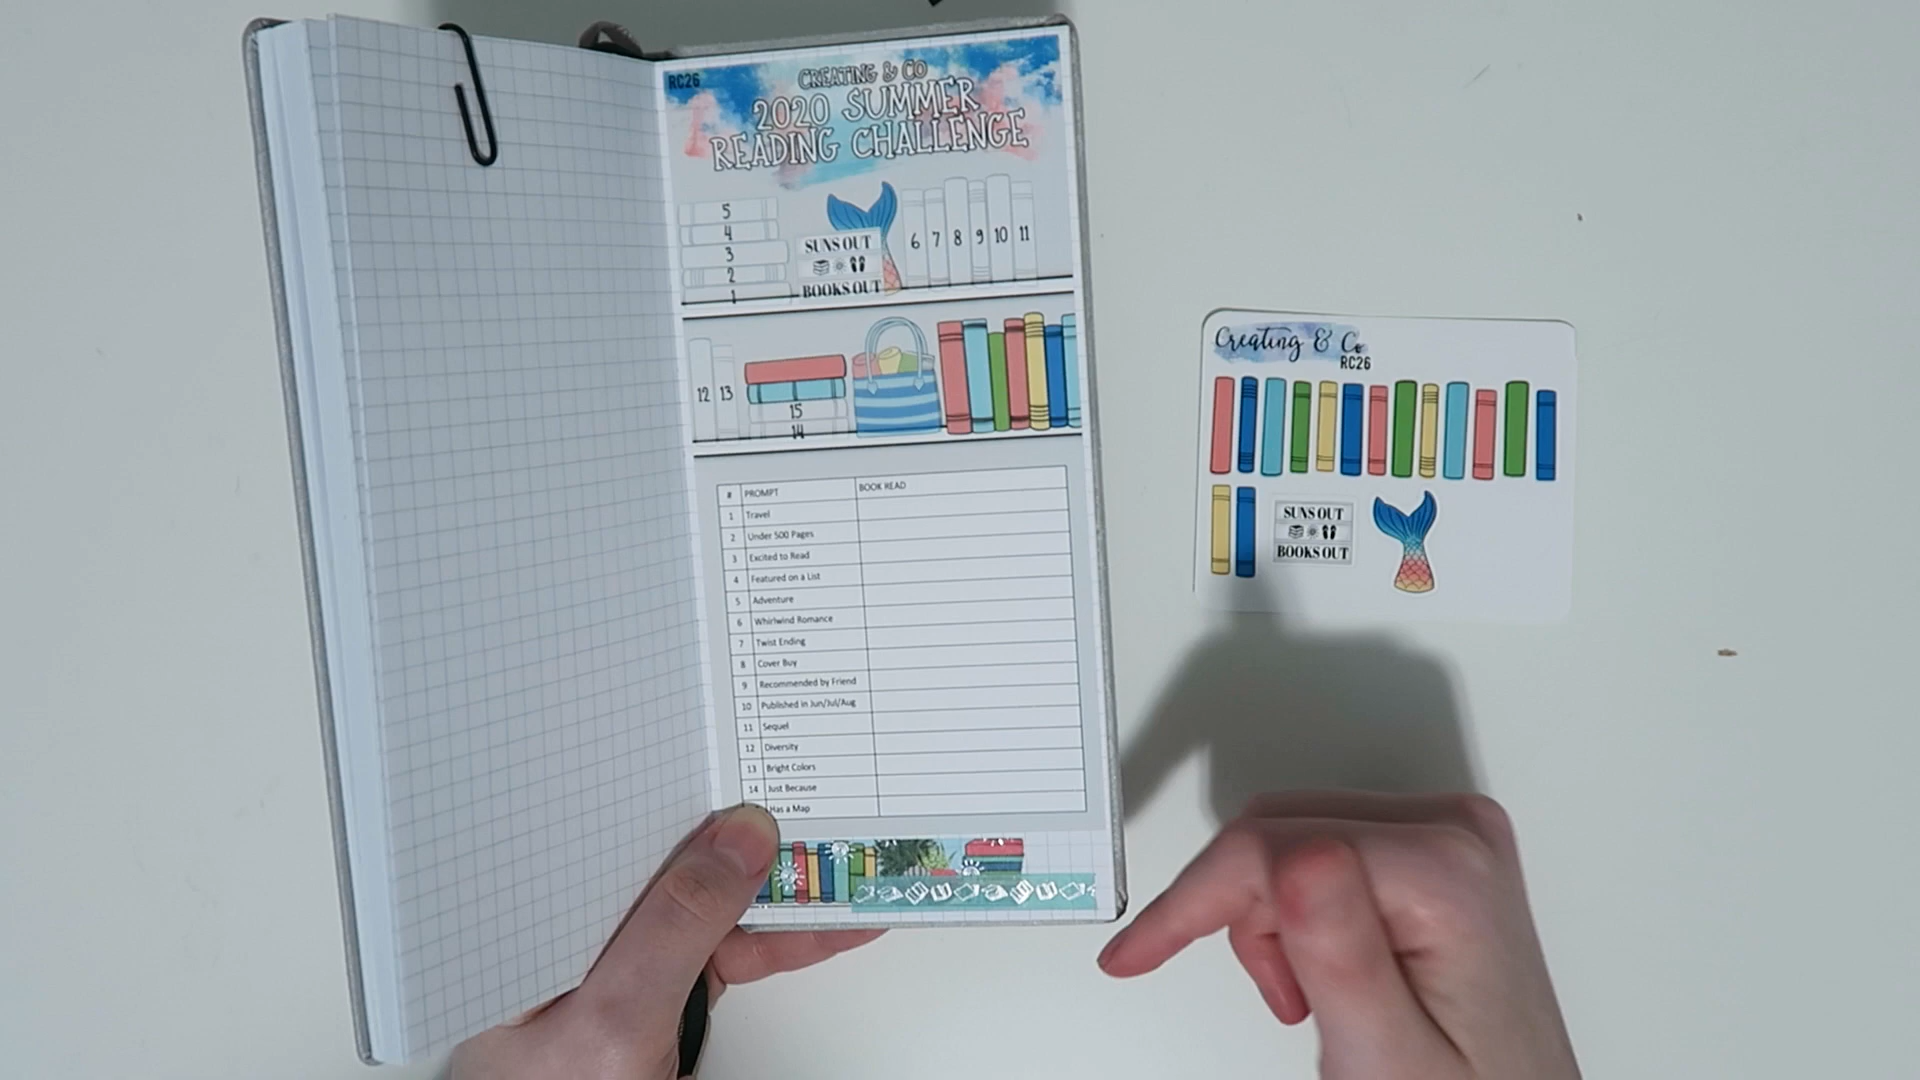 RC26
CREATING & CO
2020 SUMMER
READING CHALLENGE
5
4
3
2
1
SUNS OUT
BOOKS OUT
6 7 8 9 10 11
12 13
15
14
# PROMPT BOOK READ
1 Travel
2 Under 500 Pages
3 Excited to Read
4 Featured on a List
5 Adventure
6 Whirlwind Romance
7 Twist Ending
8 Cover Buy
9 Recommended by Friend
10 Published in Jun/Jul/Aug
11 Sequel
12 Diversity
13 Bright Colors
14 Just Because
Has a Map
Creating & Co
RC26
SUNS OUT
BOOKS OUT